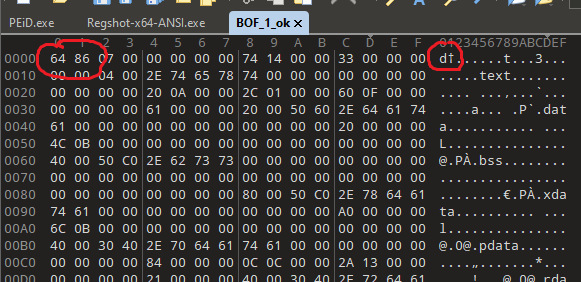 PEiD.exe Regshot-x64-ANSI.exe BOF_1_ok ×
0 1 2 3 4 5 6 7 8 9 A B C D E F 0123456789ABCDEF
0000 64 86 07 00 00 00 00 00 74 14 00 00 33 00 00 00 d†......t...3...
0010 00 00 04 00 2E 74 65 78 74 00 00 00 00 00 00 00 .....text.......
0020 00 00 00 00 20 0A 00 00 2C 01 00 00 60 0F 00 00 .... ...,...`...
0030 00 00 00 00 61 00 00 00 20 00 50 60 2E 64 61 74 ....a... .P`.dat
0040 61 00 00 00 00 00 00 00 00 00 00 00 20 00 00 00 a........... ...
0050 4C 0B 00 00 00 00 00 00 00 00 00 00 00 00 00 00 L...............
0060 40 00 50 C0 2E 62 73 73 00 00 00 00 00 00 00 00 @.PÀ.bss........
0070 00 00 00 00 00 00 00 00 00 00 00 00 00 00 00 00 ................
0080 00 00 00 00 00 00 00 00 80 00 50 C0 2E 78 64 61 ........€.PÀ.xda
0090 74 61 00 00 00 00 00 00 00 00 00 00 A0 00 00 00 ta.......... ...
00A0 6C 0B 00 00 00 00 00 00 00 00 00 00 00 00 00 00 l...............
00B0 40 00 30 40 2E 70 64 61 74 61 00 00 00 00 00 00 @.0@.pdata......
00C0 00 00 00 00 84 00 00 00 0C 0C 00 00 2A 13 00 00 ....„.......*...
00D0 00 00 00 00 21 00 00 00 40 00 30 40 2E 72 64 61 ....!...@.0@.rda